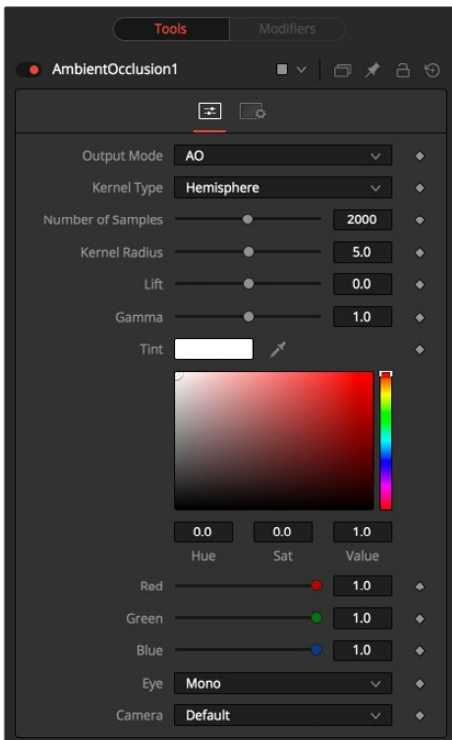 Tools Modifiers
AmbientOcclusion1
Output Mode AO
Kernel Type Hemisphere
Number of Samples 2000
Kernel Radius 5.0
Lift 0.0
Gamma 1.0
Tint
0.0 0.0 1.0
Hue Sat Value
Red 1.0
Green 1.0
Blue 1.0
Eye Mono
Camera Default